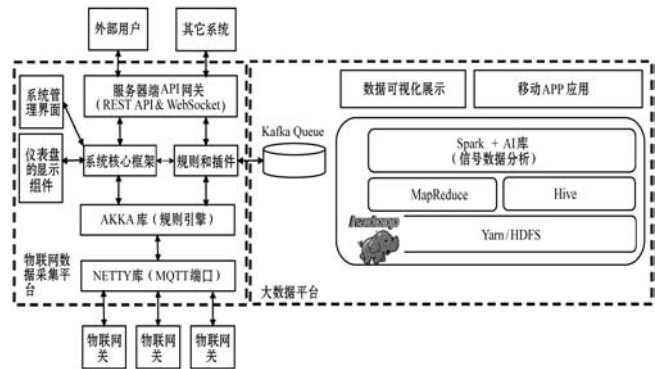 外部用户
其它系统
系统管
理界面
服务器端API网关
(REST API & WebSocket)
仪表盘
的显示
组件
系统核心框架
规则和插件
AKKA库（规则引擎）
物联网数
据采集平
台
NETTY库（MQTT端口）
物联网
关
物联网
关
物联网
关
Kafka Queue
数据可视化展示
移动APP应用
Spark + AI库
（信号数据分析）
MapReduce
Hive
hadoop
Yarn/HDFS
大数据平台